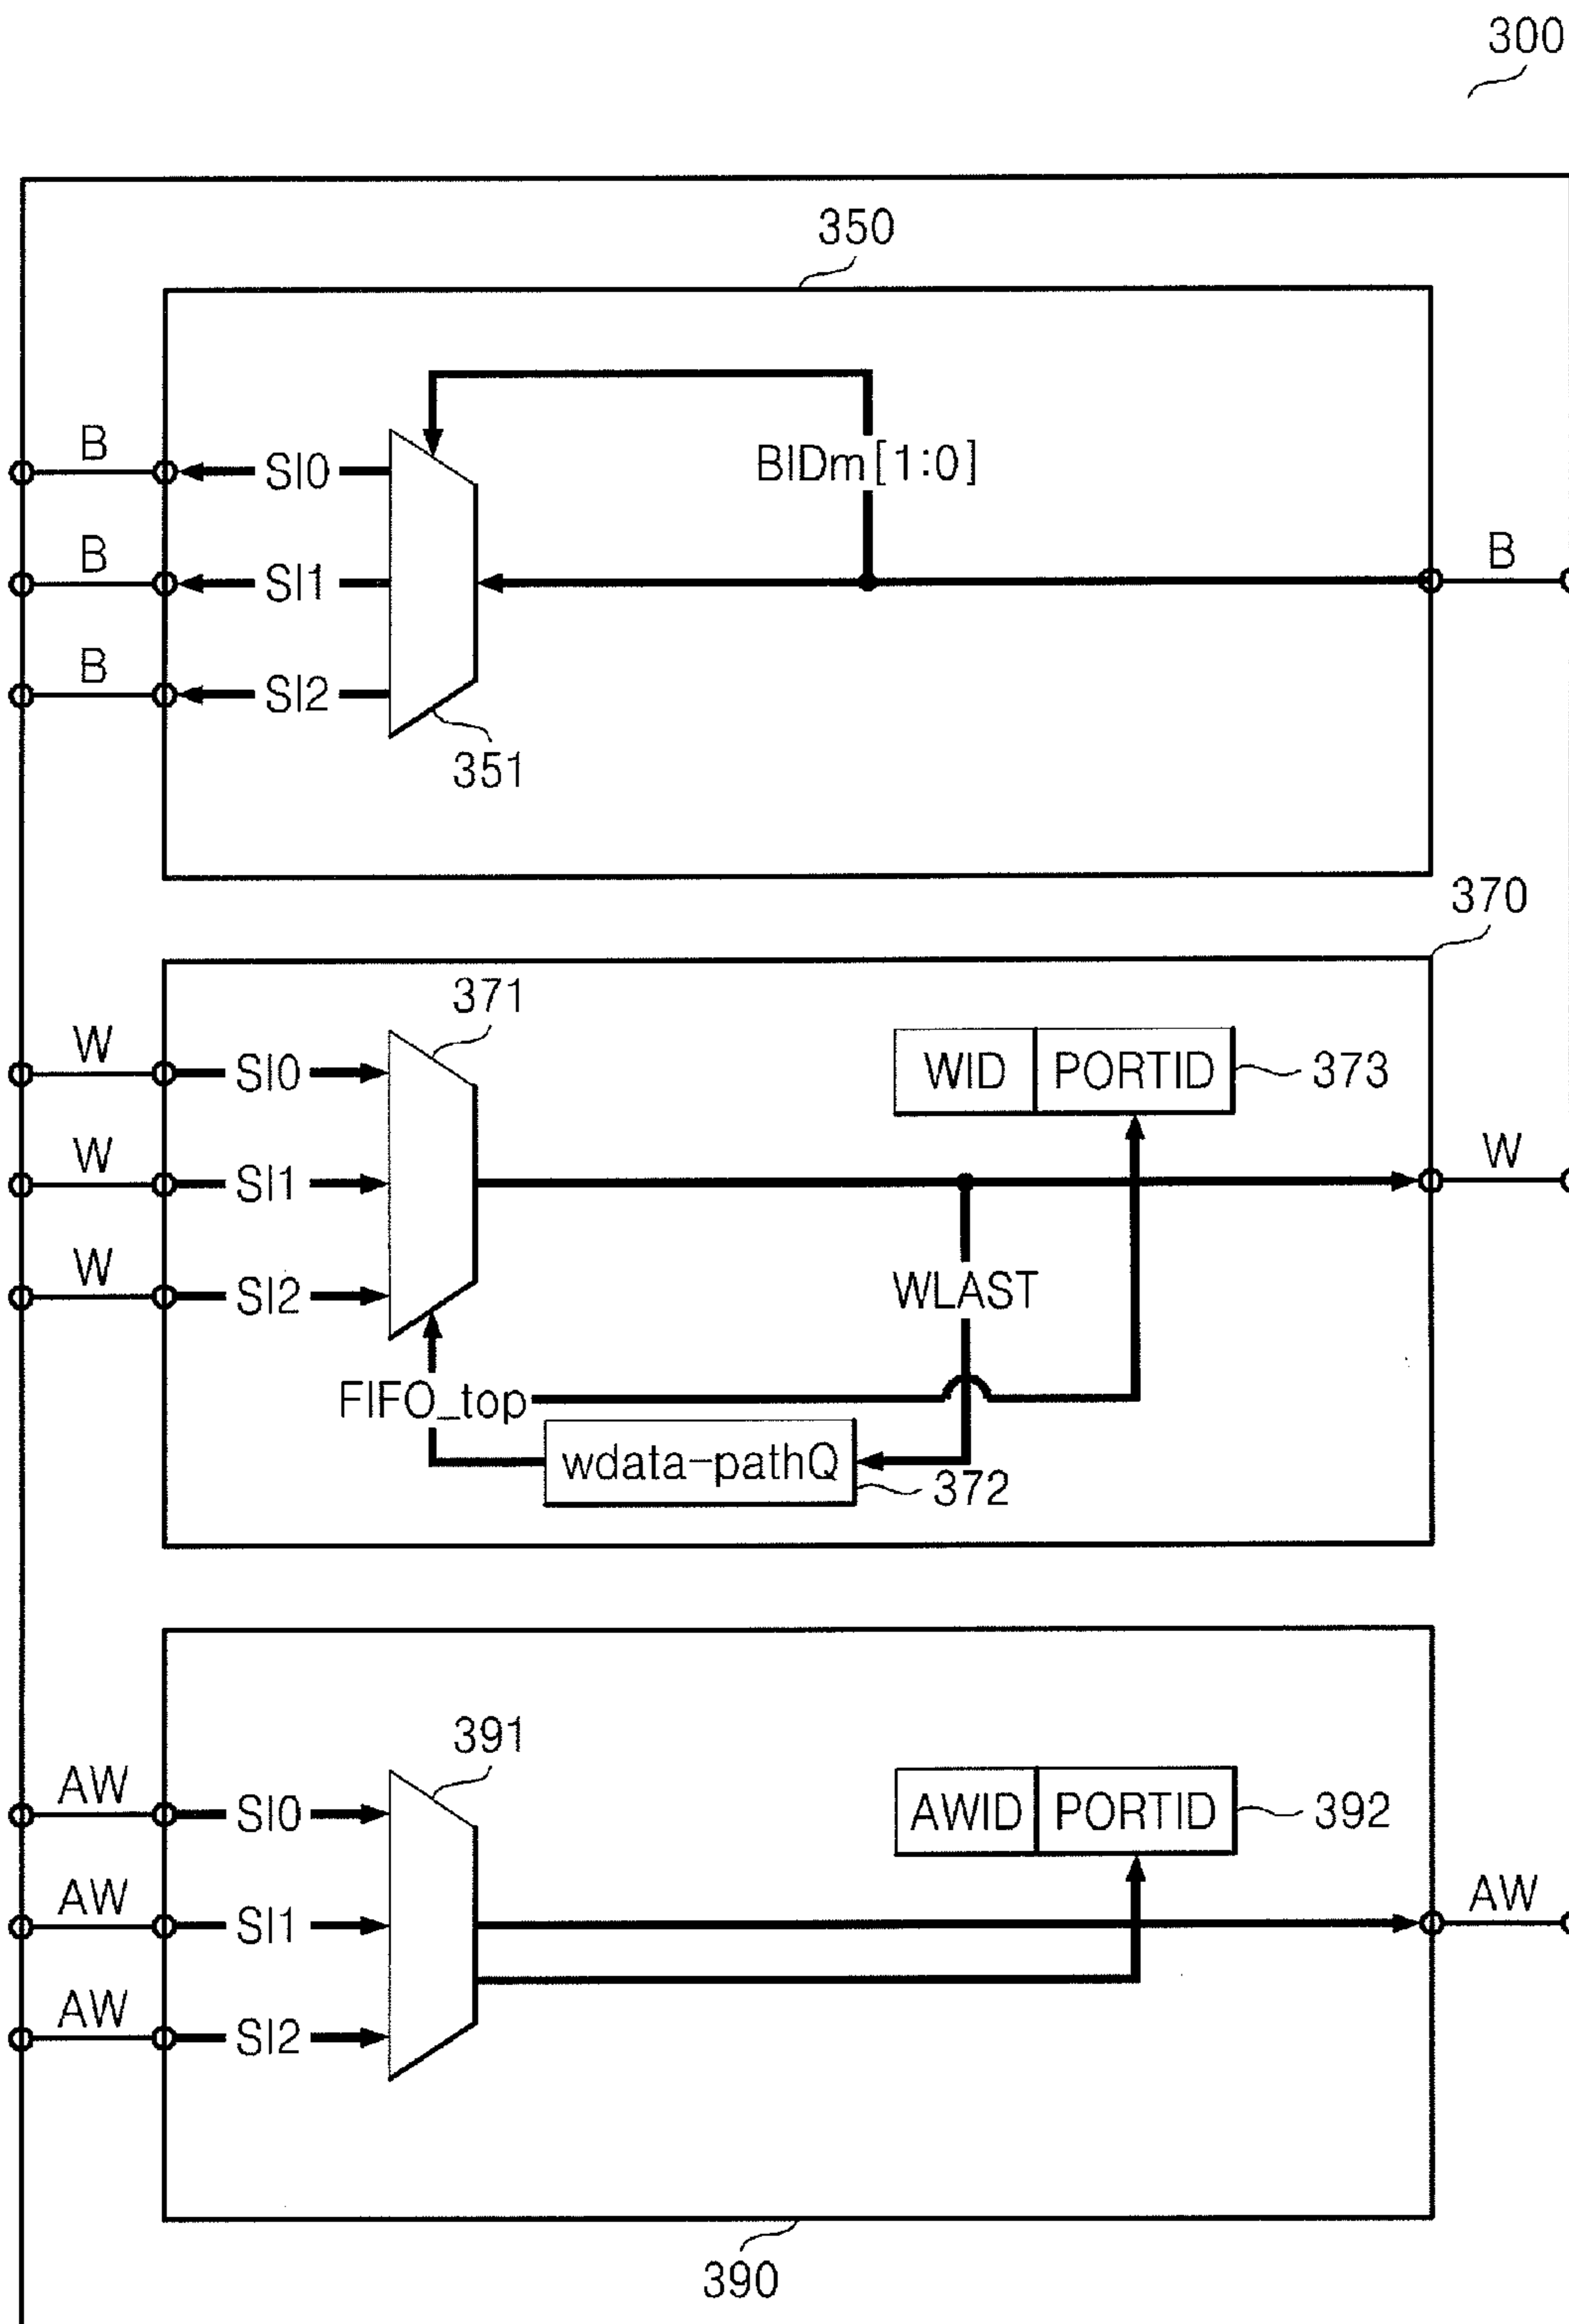 300
350
B SI0 BIDm[1:0]
B SI1 B
B SI2
351
370
371
W SI0 WID PORTID 373
W SI1 W
W SI2 WLAST
FIFO_top
wdata-pathQ 372
391
AW SI0 AWID PORTID 392
AW SI1 AW
AW SI2
390